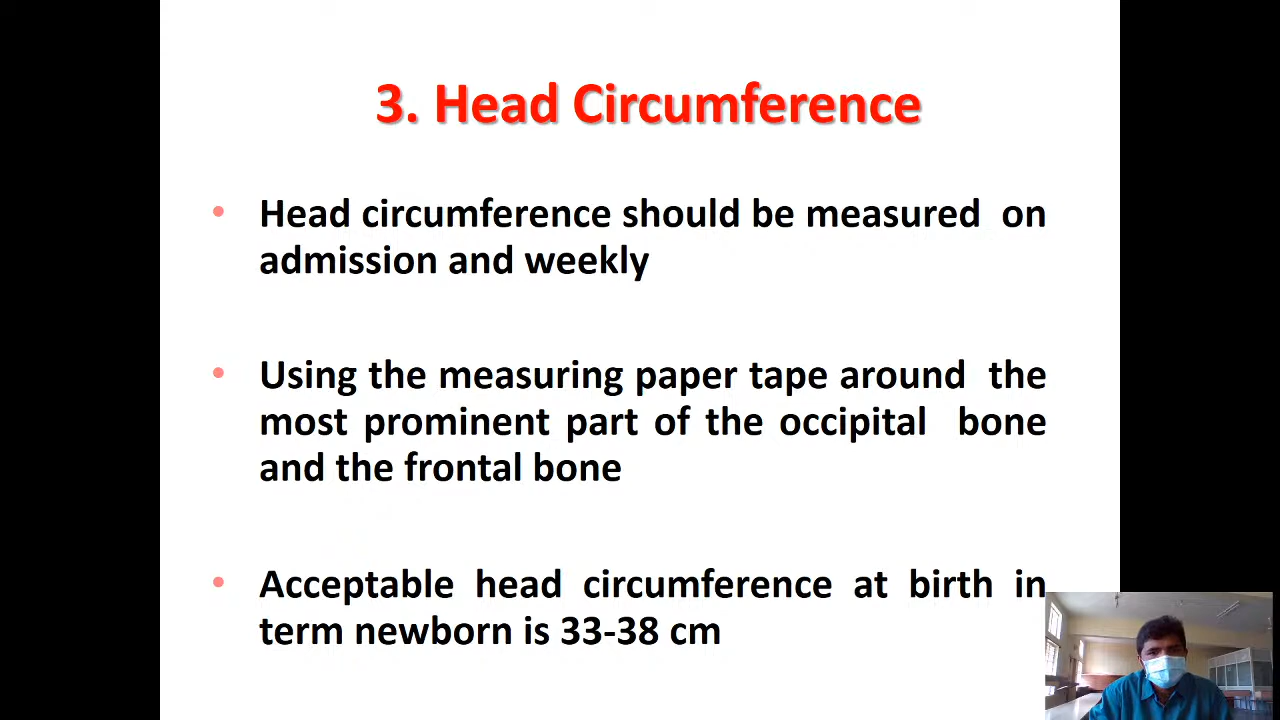 3. Head Circumference
• Head circumference should be measured on
admission and weekly
• Using the measuring paper tape around the
most prominent part of the occipital bone
and the frontal bone
• Acceptable head circumference at birth in
term newborn is 33-38 cm